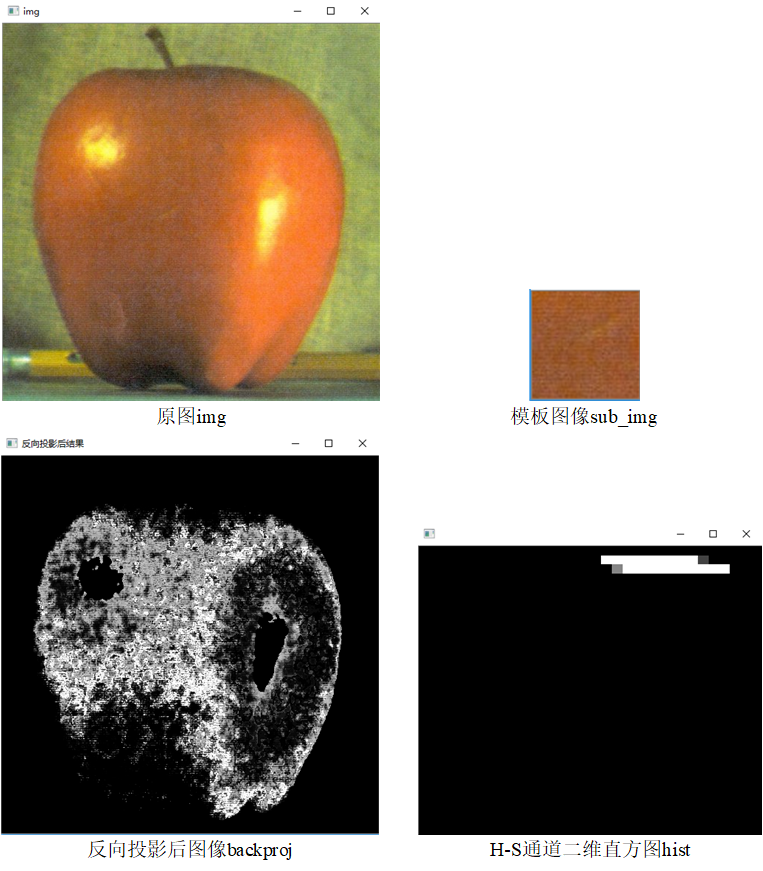 img
原图img
模板图像sub_img
反向投影后结果
反向投影后图像backproj
H-S通道二维直方图hist